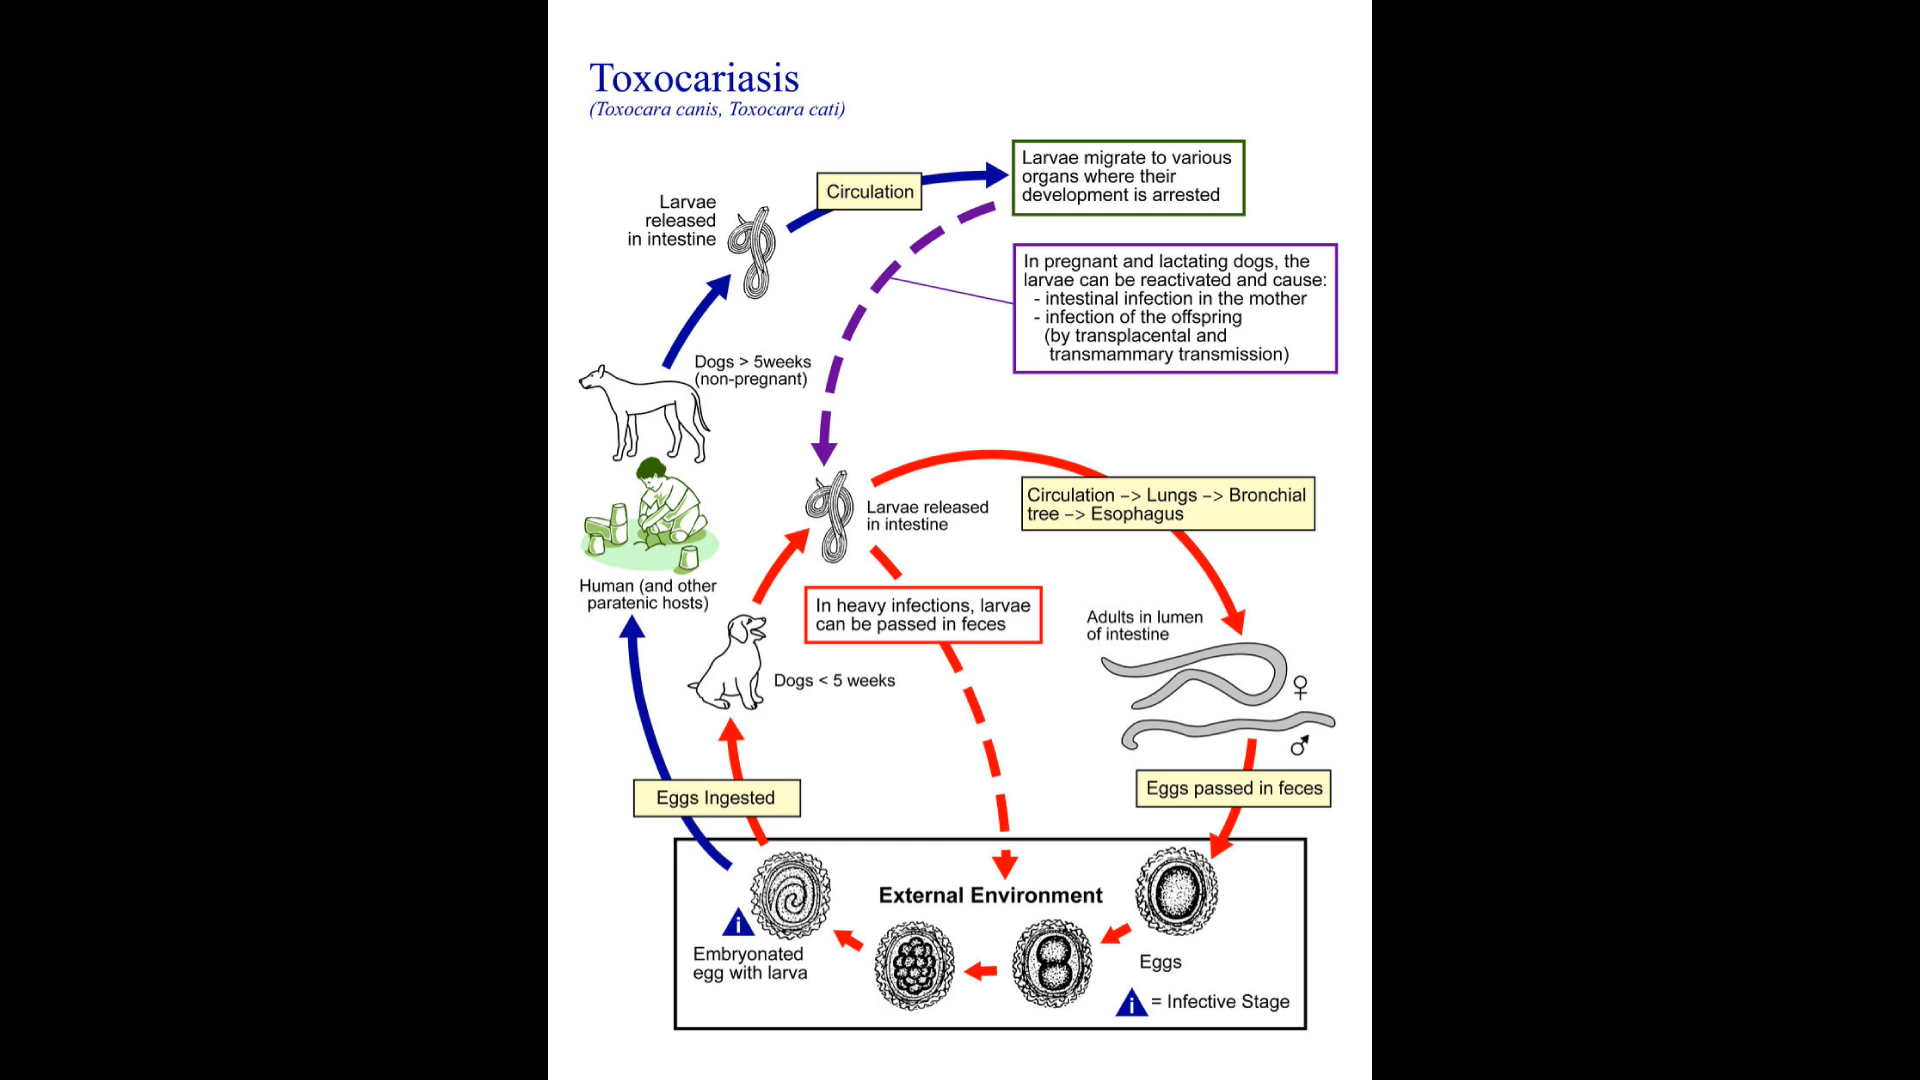 Toxocariasis
(Toxocara canis, Toxocara cati)
Larvae migrate to various
organs where their
development is arrested
Circulation
Larvae
released
in intestine
In pregnant and lactating dogs, the
larvae can be reactivated and cause:
- intestinal infection in the mother
- infection of the offspring
(by transplacental and
transmammary transmission)
Dogs > 5weeks
(non-pregnant)
Circulation –> Lungs –> Bronchial
tree –> Esophagus
Larvae released
in intestine
Human (and other
paratenic hosts)
In heavy infections, larvae
can be passed in feces
Adults in lumen
of intestine
♀
Dogs < 5 weeks
♂
Eggs passed in feces
Eggs Ingested
External Environment
i
Embryonated
egg with larva
Eggs
i = Infective Stage